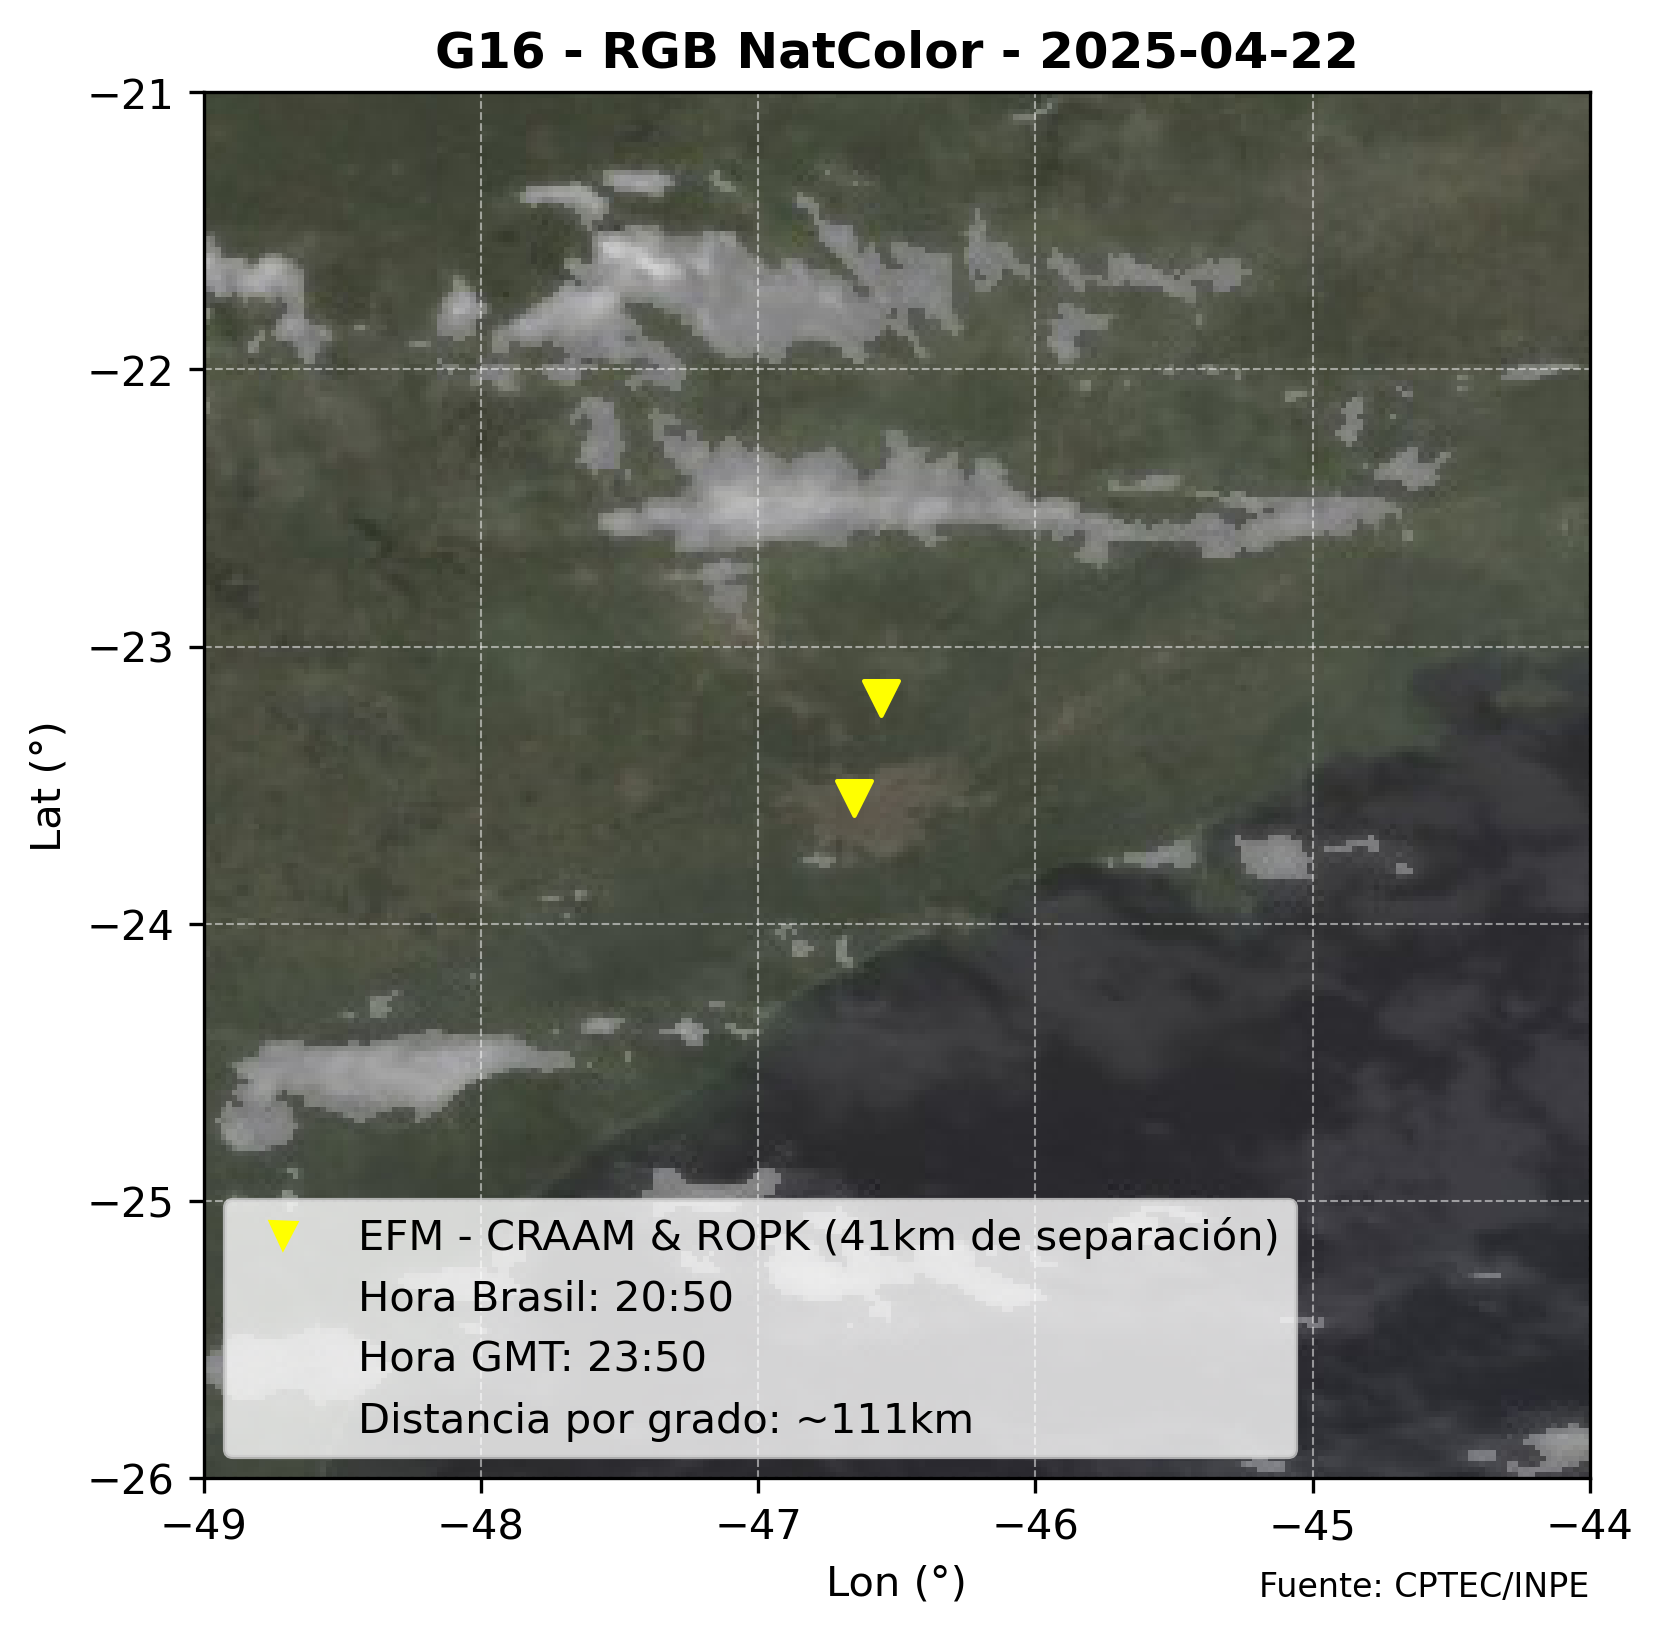 G16 - RGB NatColor - 2025-04-22
−21
−22
−23
−24
−25
−26
Lat (°)
EFM - CRAAM & ROPK (41km de separación)
Hora Brasil: 20:50
Hora GMT: 23:50
Distancia por grado: ~111km
−49 −48 −47 −46 −45 −44
Lon (°)
Fuente: CPTEC/INPE